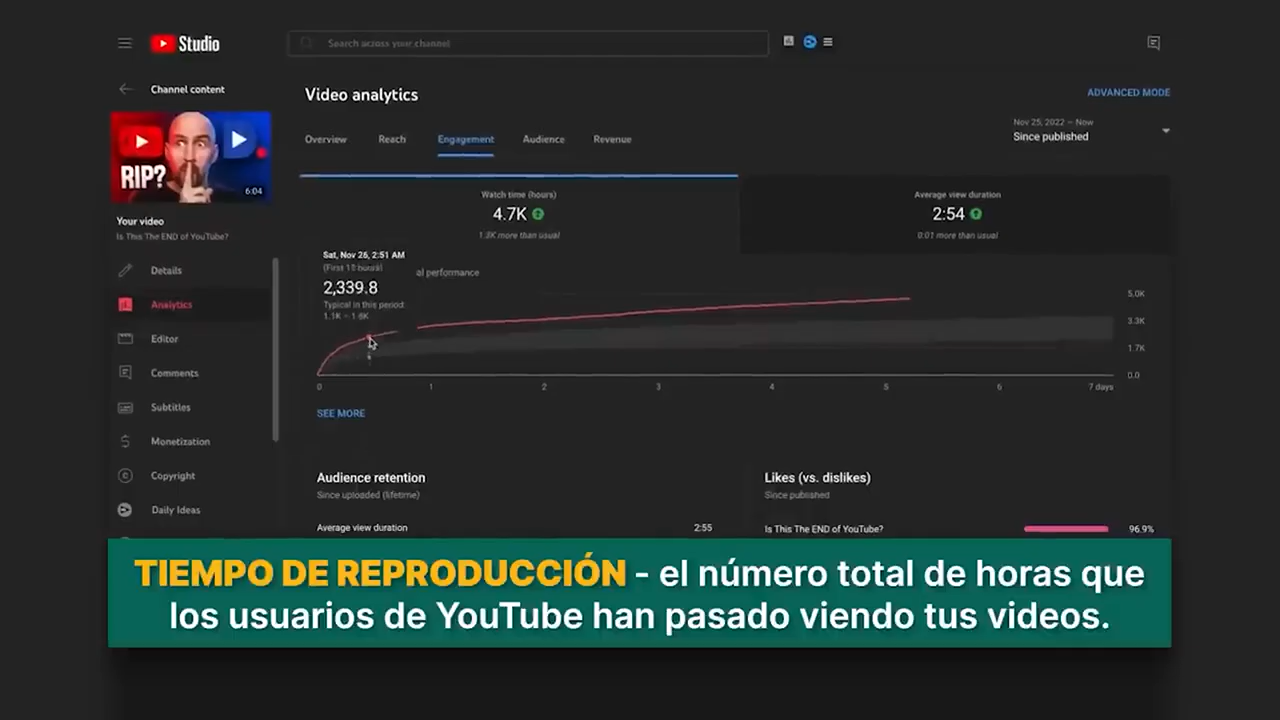 Studio
Search across your channel
Channel content
RIP?
6:04
Your video
Is This The END of YouTube?
Details
Analytics
Editor
Comments
Subtitles
Monetization
Copyright
Daily Ideas
Video analytics
ADVANCED MODE
Overview
Reach
Engagement
Audience
Revenue
Nov 25, 2022 – Now
Since published
Watch time (hours)
4.7K
1.3K more than usual
Average view duration
2:54
0:01 more than usual
Sat, Nov 26, 2:51 AM
al performance
2,339.8
Typical in this period
1.1K – 1.6K
5.0K
3.3K
1.7K
0.0
0 1 2 3 4 5 6 7 days
SEE MORE
Audience retention
Since uploaded (lifetime)
Average view duration 2:55
Likes (vs. dislikes)
Since published
Is This The END of YouTube? 96.9%
TIEMPO DE REPRODUCCIÓN - el número total de horas que
los usuarios de YouTube han pasado viendo tus videos.